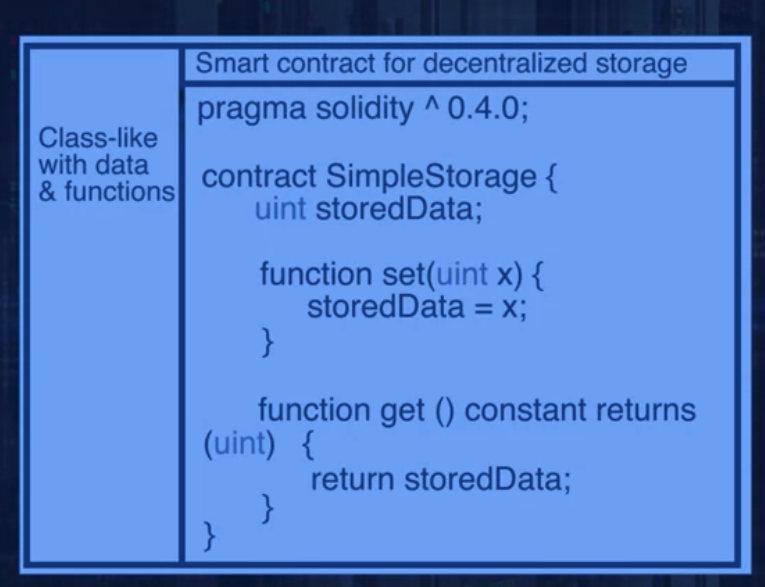 Smart contract for decentralized storage
Class-like
with data
& functions
pragma solidity ^ 0.4.0;
contract SimpleStorage {
uint storedData;
function set(uint x) {
storedData = x;
}
function get () constant returns
(uint) {
return storedData;
}
}